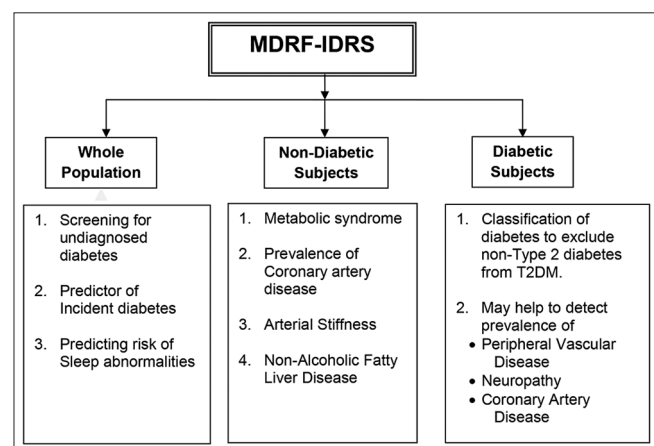 MDRF-IDRS
Whole
Population
Non-Diabetic
Subjects
Diabetic
Subjects
1. Screening for
undiagnosed
diabetes
2. Predictor of
Incident diabetes
3. Predicting risk of
Sleep abnormalities
1. Metabolic syndrome
2. Prevalence of
Coronary artery
disease
3. Arterial Stiffness
4. Non-Alcoholic Fatty
Liver Disease
1. Classification of
diabetes to exclude
non-Type 2 diabetes
from T2DM.
2. May help to detect
prevalence of
• Peripheral Vascular
Disease
• Neuropathy
• Coronary Artery
Disease